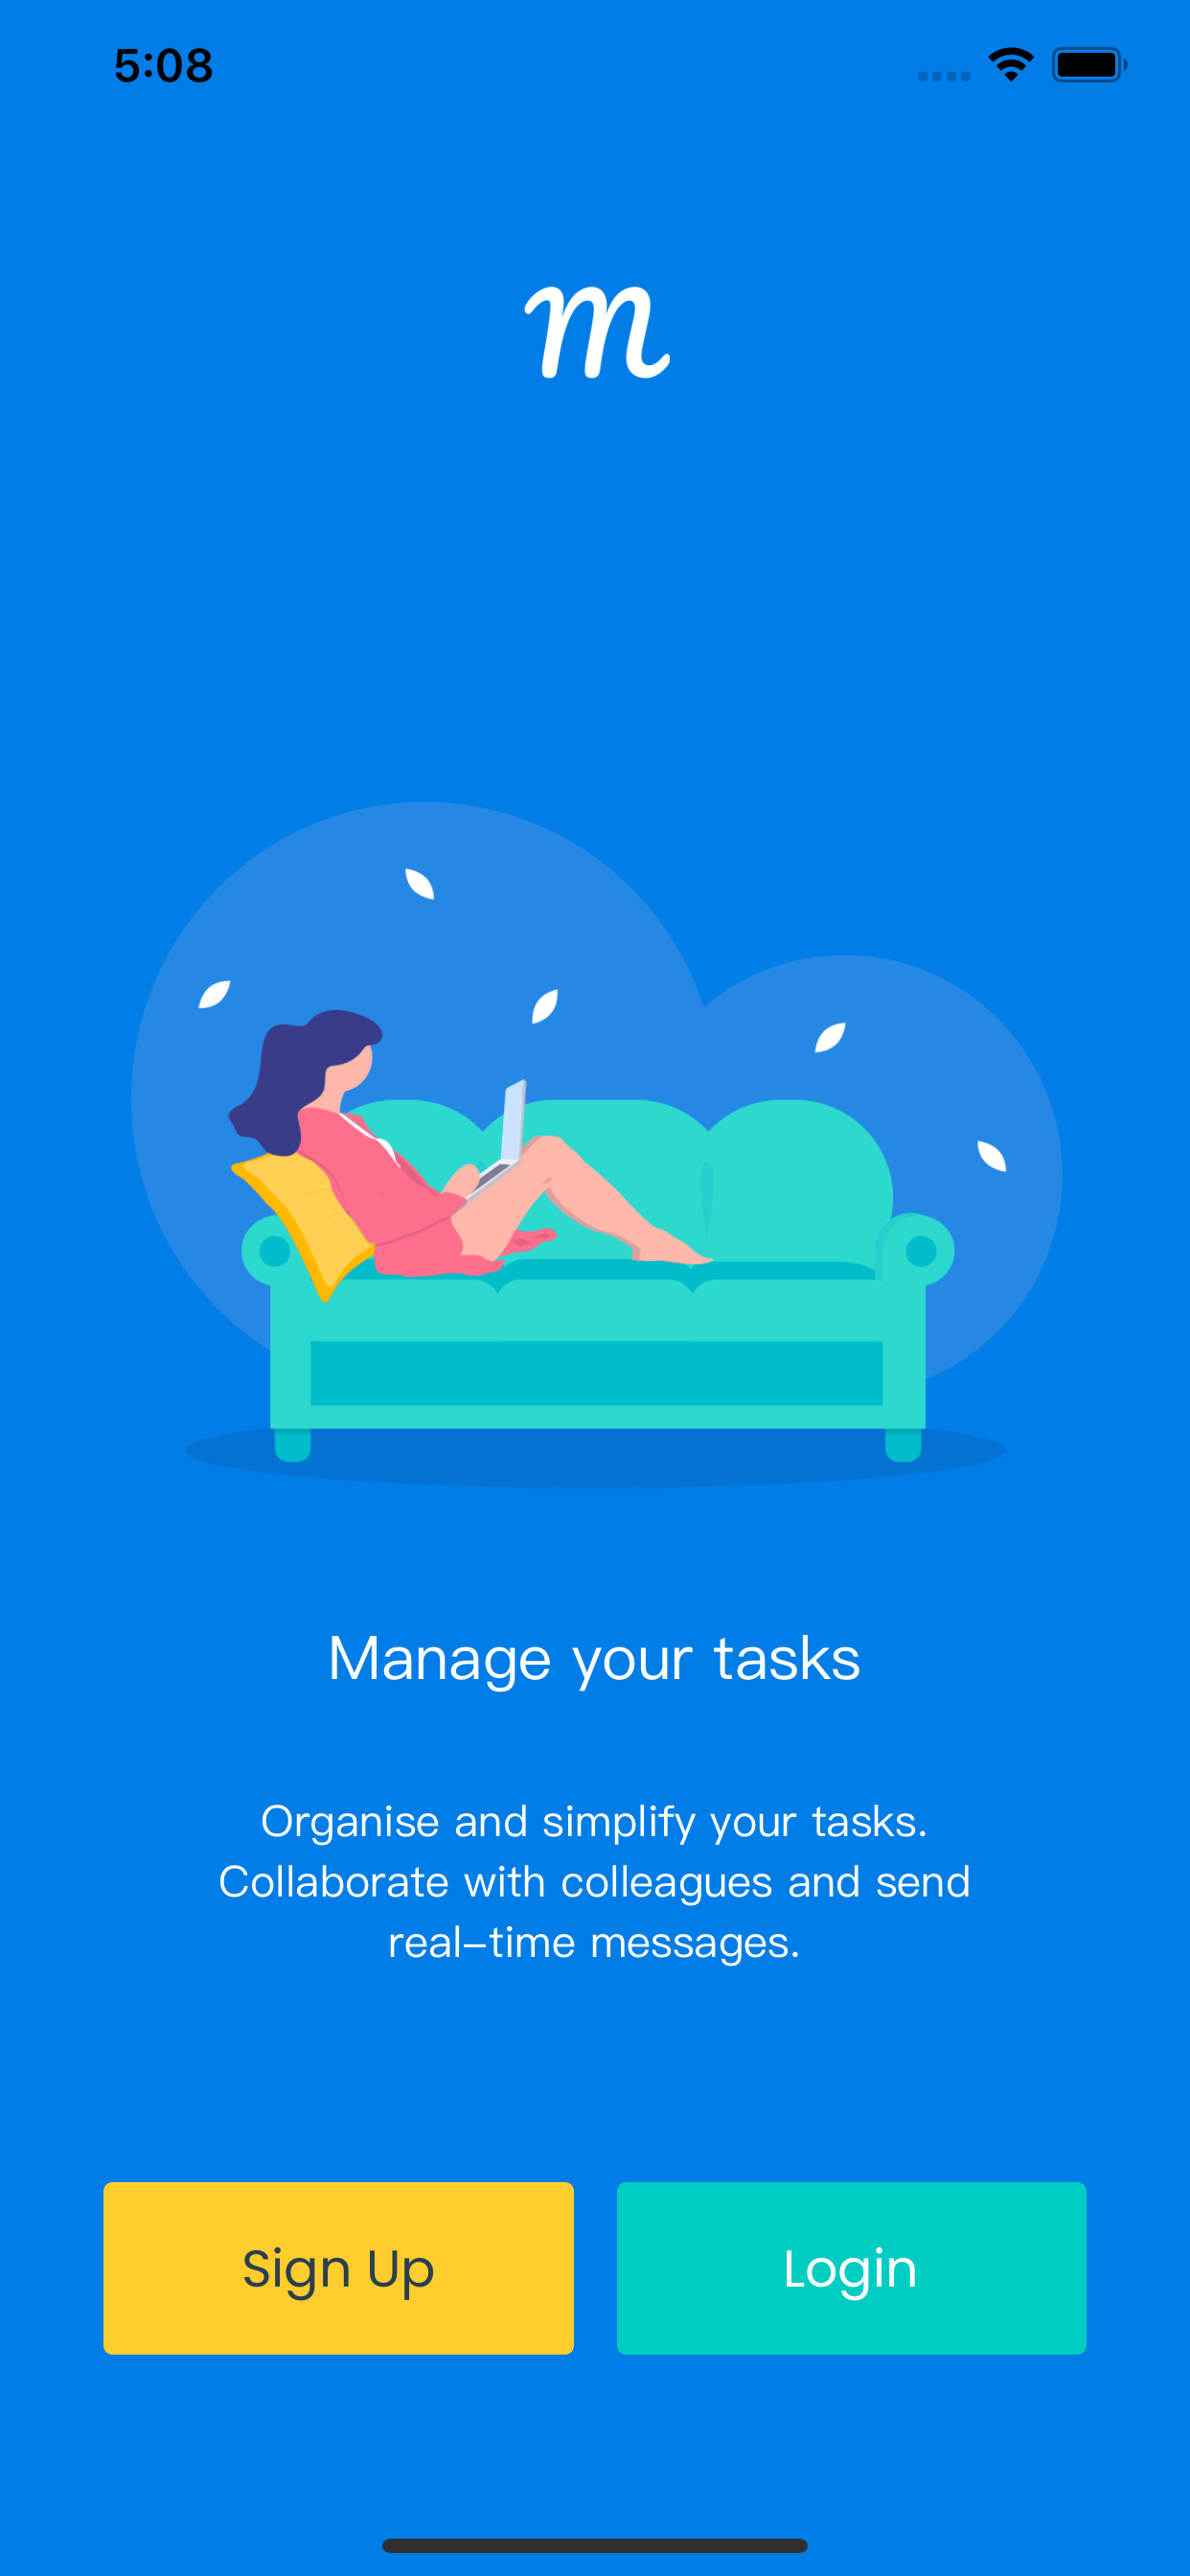 5:08
m
Manage your tasks
Organise and simplify your tasks.
Collaborate with colleagues and send
real-time messages.
Sign Up
Login